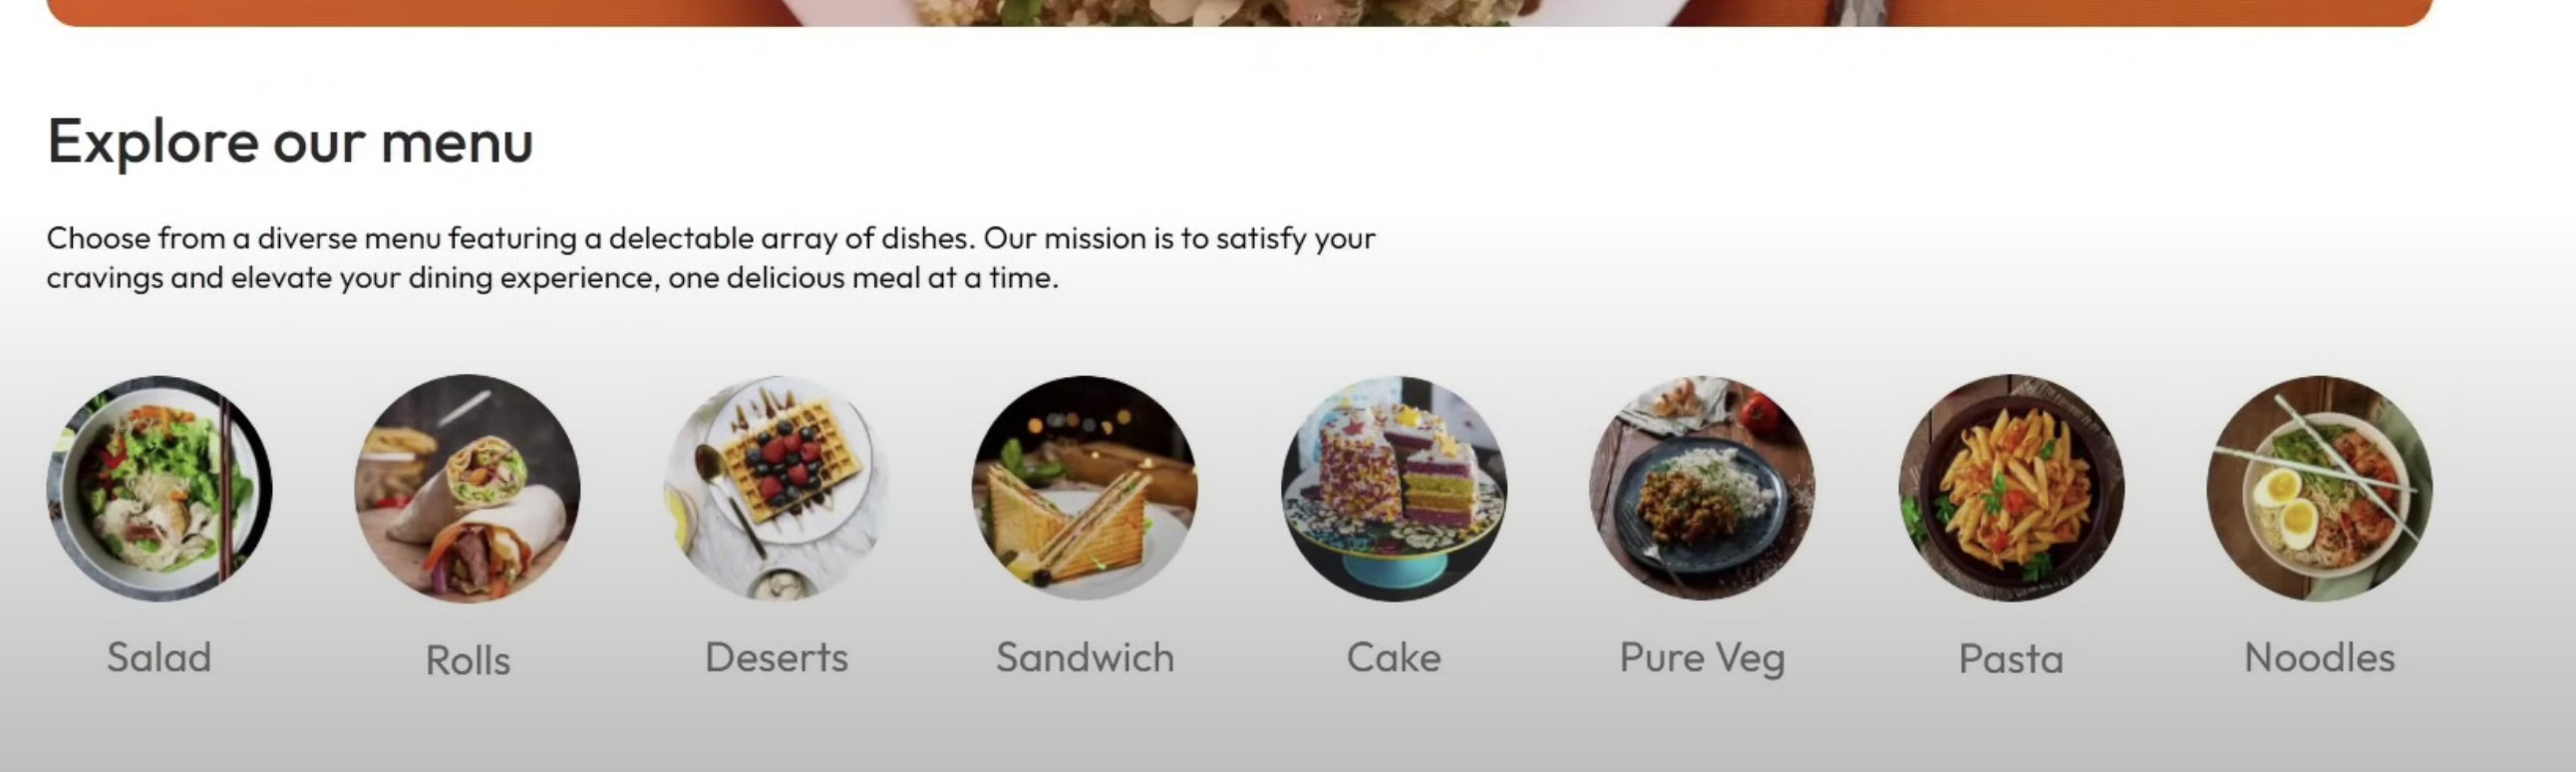 Explore our menu
Choose from a diverse menu featuring a delectable array of dishes. Our mission is to satisfy your
cravings and elevate your dining experience, one delicious meal at a time.
Salad
Rolls
Deserts
Sandwich
Cake
Pure Veg
Pasta
Noodles